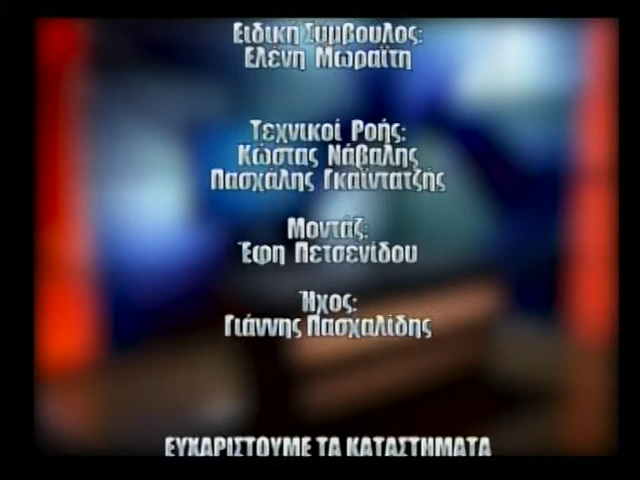 Ειδική Σύμβουλος:
Ελένη Μωραΐτη
Τεχνικοί Ροής:
Κώστας Νάβαλης
Πασχάλης Γκαϊντατζής
Μοντάζ:
Έφη Πετσενίδου
Ήχος:
Γιάννης Πασχαλίδης
ΕΥΧΑΡΙΣΤΟΥΜΕ ΤΑ ΚΑΤΑΣΤΗΜΑΤΑ